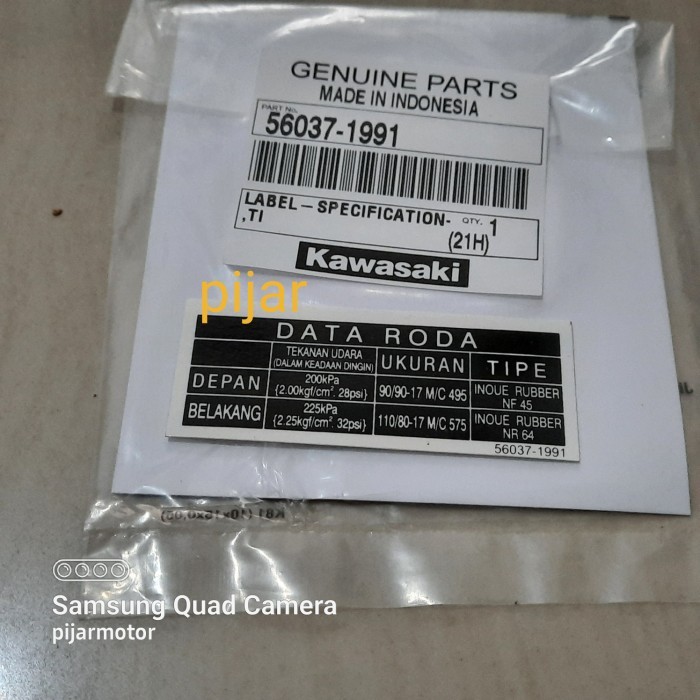 GENUINE PARTS
MADE IN INDONESIA
PART No.
56037-1991
LABEL-SPECIFICATION- QTY. 1
,TI (21H)
Kawasaki
pijar
DATA RODA
TEKANAN UDARA
(DALAM KEADAAN DINGIN) UKURAN TIPE
DEPAN 200kPa
{2.00kgf/cm². 28psi} 90/90-17 M/C 49S INOUE RUBBER
NF 45
BELAKANG 225kPa
{2.25kgf/cm². 32psi} 110/80-17 M/C 57S INOUE RUBBER
NR 64
56037-1991
Samsung Quad Camera
pijarmotor